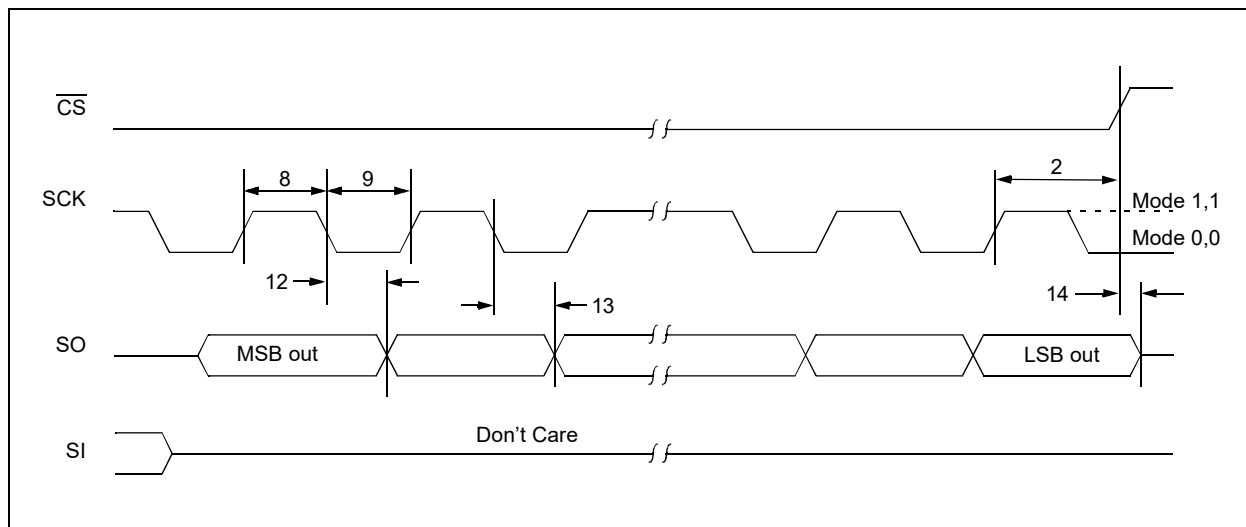 CS
2
8
9
SCK
Mode 1,1
Mode 0,0
12
13
14
SO
MSB out
LSB out
Don't Care
SI